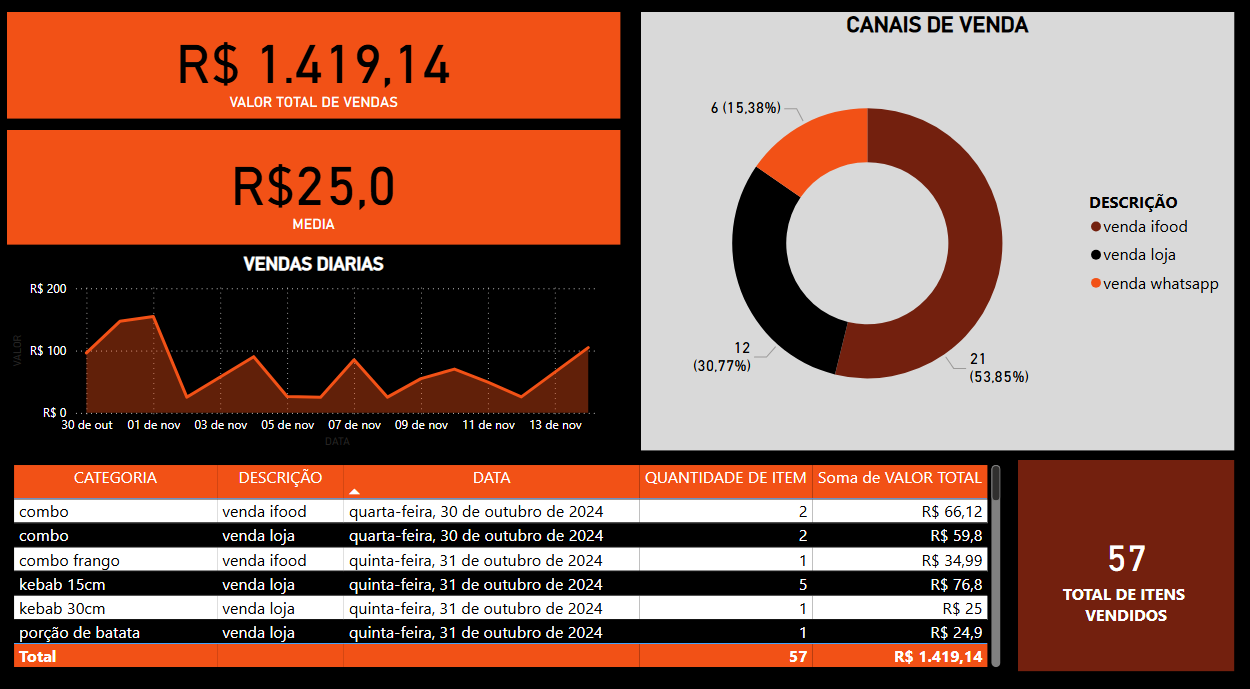 R$ 1.419,14
VALOR TOTAL DE VENDAS
R$25,0
MEDIA
VENDAS DIARIAS
R$ 200
R$ 100
R$ 0
VALOR
30 de out 01 de nov 03 de nov 05 de nov 07 de nov 09 de nov 11 de nov 13 de nov
DATA
CANAIS DE VENDA
6 (15,38%)
12
(30,77%)
21
(53,85%)
DESCRIÇÃO
venda ifood
venda loja
venda whatsapp
CATEGORIA DESCRIÇÃO DATA QUANTIDADE DE ITEM Soma de VALOR TOTAL
combo venda ifood quarta-feira, 30 de outubro de 2024 2 R$ 66,12
combo venda loja quarta-feira, 30 de outubro de 2024 2 R$ 59,8
combo frango venda ifood quinta-feira, 31 de outubro de 2024 1 R$ 34,99
kebab 15cm venda loja quinta-feira, 31 de outubro de 2024 5 R$ 76,8
kebab 30cm venda loja quinta-feira, 31 de outubro de 2024 1 R$ 25
porção de batata venda loja quinta-feira, 31 de outubro de 2024 1 R$ 24,9
Total 57 R$ 1.419,14
57
TOTAL DE ITENS
VENDIDOS